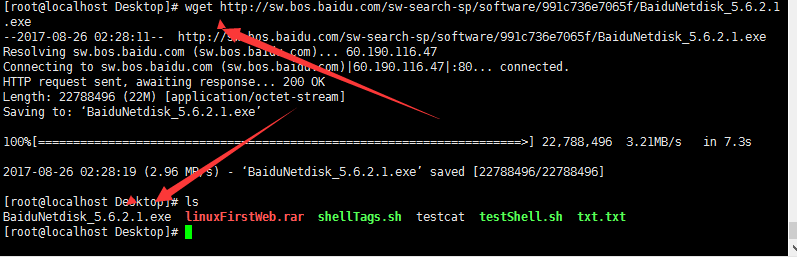 [root@localhost Desktop]# wget http://sw.bos.baidu.com/sw-search-sp/software/991c736e7065f/BaiduNetdisk_5.6.2.1
.exe
--2017-08-26 02:28:11-- http://sw.bos.baidu.com/sw-search-sp/software/991c736e7065f/BaiduNetdisk_5.6.2.1.exe
Resolving sw.bos.baidu.com (sw.bos.baidu.com)... 60.190.116.47
Connecting to sw.bos.baidu.com (sw.bos.baidu.com)|60.190.116.47|:80... connected.
HTTP request sent, awaiting response... 200 OK
Length: 22788496 (22M) [application/octet-stream]
Saving to: ‘BaiduNetdisk_5.6.2.1.exe’
100%[====================================================================>] 22,788,496 3.21MB/s in 7.3s
2017-08-26 02:28:19 (2.96 MB/s) - ‘BaiduNetdisk_5.6.2.1.exe’ saved [22788496/22788496]
[root@localhost Desktop]# ls
BaiduNetdisk_5.6.2.1.exe linuxFirstWeb.rar shellTags.sh testcat testShell.sh txt.txt
[root@localhost Desktop]#